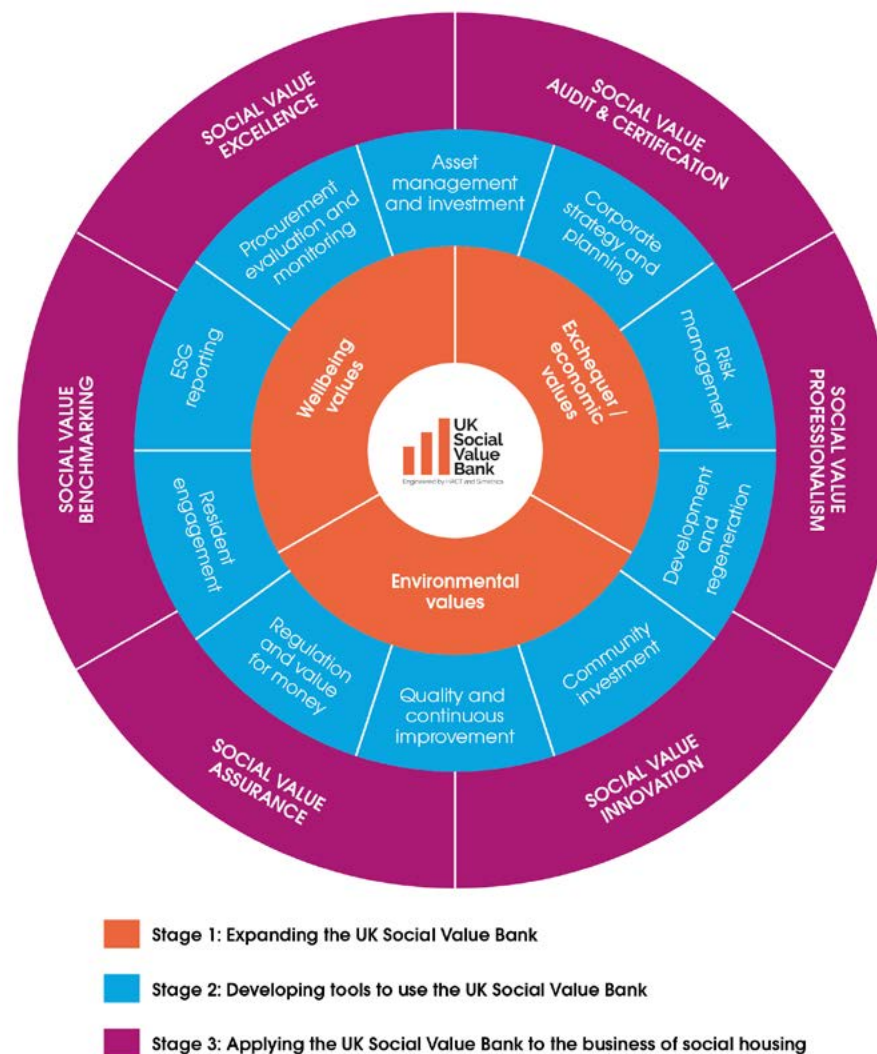 SOCIAL VALUE
EXCELLENCE
SOCIAL VALUE
AUDIT & CERTIFICATION
SOCIAL VALUE
PROFESSIONALISM
SOCIAL VALUE
INNOVATION
SOCIAL VALUE
ASSURANCE
SOCIAL VALUE
BENCHMARKING
Asset
management
and investment
Corporate
strategy and
planning
Risk
management
Development
and
regeneration
Community
investment
Quality and
continuous
improvement
Regulation
and value
for money
Resident
engagement
ESG
reporting
Procurement
evaluation and
monitoring
Wellbeing
values
Exchequer /
economic
values
Environmental
values
UK
Social
Value
Bank
Engineered by HACT and Simetrica
Stage 1: Expanding the UK Social Value Bank
Stage 2: Developing tools to use the UK Social Value Bank
Stage 3: Applying the UK Social Value Bank to the business of social housing